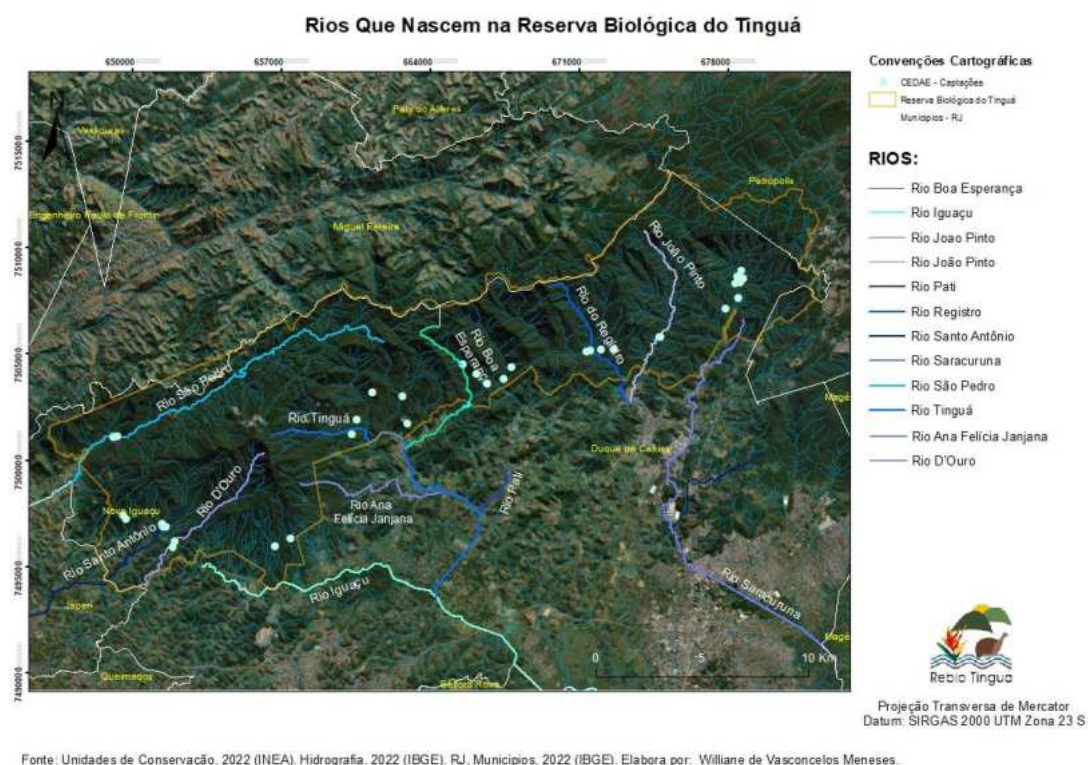 Rios Que Nascem na Reserva Biológica do Tinguá
650000 657000 664000 671000 678000
7515000
7510000
7505000
7500000
7495000
7490000
N
Vassouras
Paty do Alferes
Petrópolis
Engenheiro Paulo de Frontin
Miguel Pereira
Rio João Pinto
Rio do Registro
Rio Boa
Esperança
Rio São Pedro
Rio Tinguá
Magé
Duque de Caxias
Rio D'Ouro
Rio Pati
Rio Ana
Felícia Janjana
Nova Iguaçu
Rio Santo Antônio
Rio Iguaçu
Japeri
Rio Saracuruna
Magé
Queimados
Belford Roxo
0 5 10 Km
Convenções Cartográficas
CEDAE - Captações
Reserva Biológica do Tinguá
Municipios - RJ
RIOS:
Rio Boa Esperança
Rio Iguaçu
Rio Joao Pinto
Rio João Pinto
Rio Pati
Rio Registro
Rio Santo Antônio
Rio Saracuruna
Rio São Pedro
Rio Tinguá
Rio Ana Felícia Janjana
Rio D'Ouro
Rebio Tinguá
Projeção Transversa de Mercator
Datum: SIRGAS 2000 UTM Zona 23 S
Fonte: Unidades de Conservação, 2022 (INEA). Hidrografia, 2022 (IBGE). RJ, Municipios, 2022 (IBGE). Elabora por: Williane de Vasconcelos Meneses.